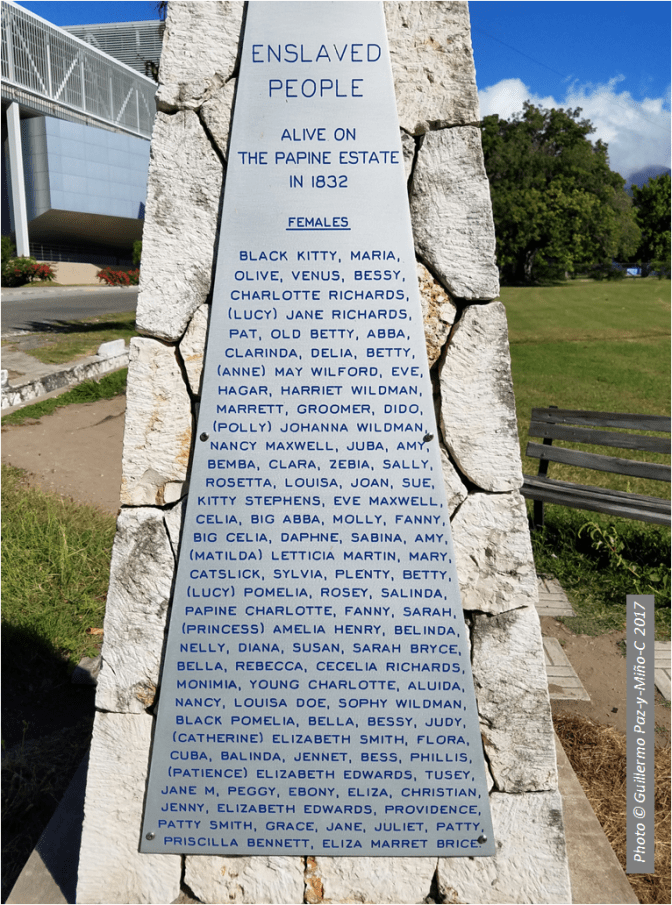 ENSLAVED
PEOPLE
ALIVE ON
THE PAPINE ESTATE
IN 1832
FEMALES
BLACK KITTY, MARIA,
OLIVE, VENUS, BESSY,
CHARLOTTE RICHARDS,
(LUCY) JANE RICHARDS,
PAT, OLD BETTY, ABBA,
CLARINDA, DELIA, BETTY,
(ANNE) MAY WILFORD, EVE,
HAGAR, HARRIET WILDMAN,
MARRETT, GROOMER, DIDO,
(POLLY) JOHANNA WILDMAN,
NANCY MAXWELL, JUBA, AMY,
BEMBA, CLARA, ZEBIA, SALLY,
ROSETTA, LOUISA, JOAN, SUE,
KITTY STEPHENS, EVE MAXWELL,
CELIA, BIG ABBA, MOLLY, FANNY,
BIG CELIA, DAPHNE, SABINA, AMY,
(MATILDA) LETTICIA MARTIN, MARY
CATSLICK, SYLVIA, PLENTY, BETTY,
(LUCY) POMELIA, ROSEY, SALINDA,
PAPINE CHARLOTTE, FANNY, SARAH,
(PRINCESS) AMELIA HENRY, BELINDA,
NELLY, DIANA, SUSAN, SARAH BRYCE,
BELLA, REBECCA, CECELIA RICHARDS,
MONIMIA, YOUNG CHARLOTTE, ALUIDA,
NANCY, LOUISA DOE, SOPHY WILDMAN,
BLACK POMELIA, BELLA, BESSY, JUDY,
(CATHERINE) ELIZABETH SMITH, FLORA,
CUBA, BALINDA, JENNET, BESS, PHILLIS,
(PATIENCE) ELIZABETH EDWARDS, TUSEY,
JANE M, PEGGY, EBONY, ELIZA, CHRISTIAN,
JENNY, ELIZABETH EDWARDS, PROVIDENCE,
PATTY SMITH, GRACE, JANE, JULIET, PATTY,
PRISCILLA BENNETT, ELIZA MARRET BRICE.
Photo © Guillermo Paz-y-Miño-C 2017